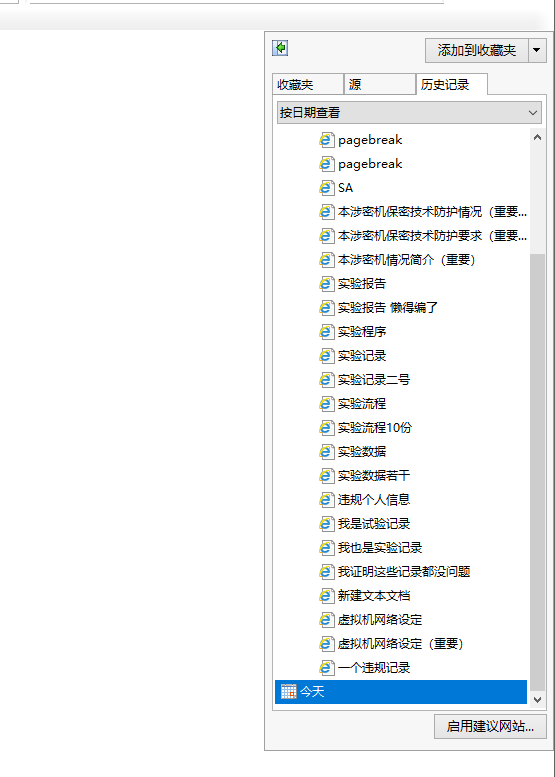 添加到收藏夹
收藏夹 源 历史记录
按日期查看
pagebreak
pagebreak
SA
本涉密机保密技术防护情况（重要...
本涉密机保密技术防护要求（重要...
本涉密机情况简介（重要）
实验报告
实验报告 懒得编了
实验程序
实验记录
实验记录二号
实验流程
实验流程10份
实验数据
实验数据若干
违规个人信息
我是试验记录
我也是实验记录
我证明这些记录都没问题
新建文本文档
虚拟机网络设定
虚拟机网络设定（重要）
一个违规记录
今天
启用建议网站...